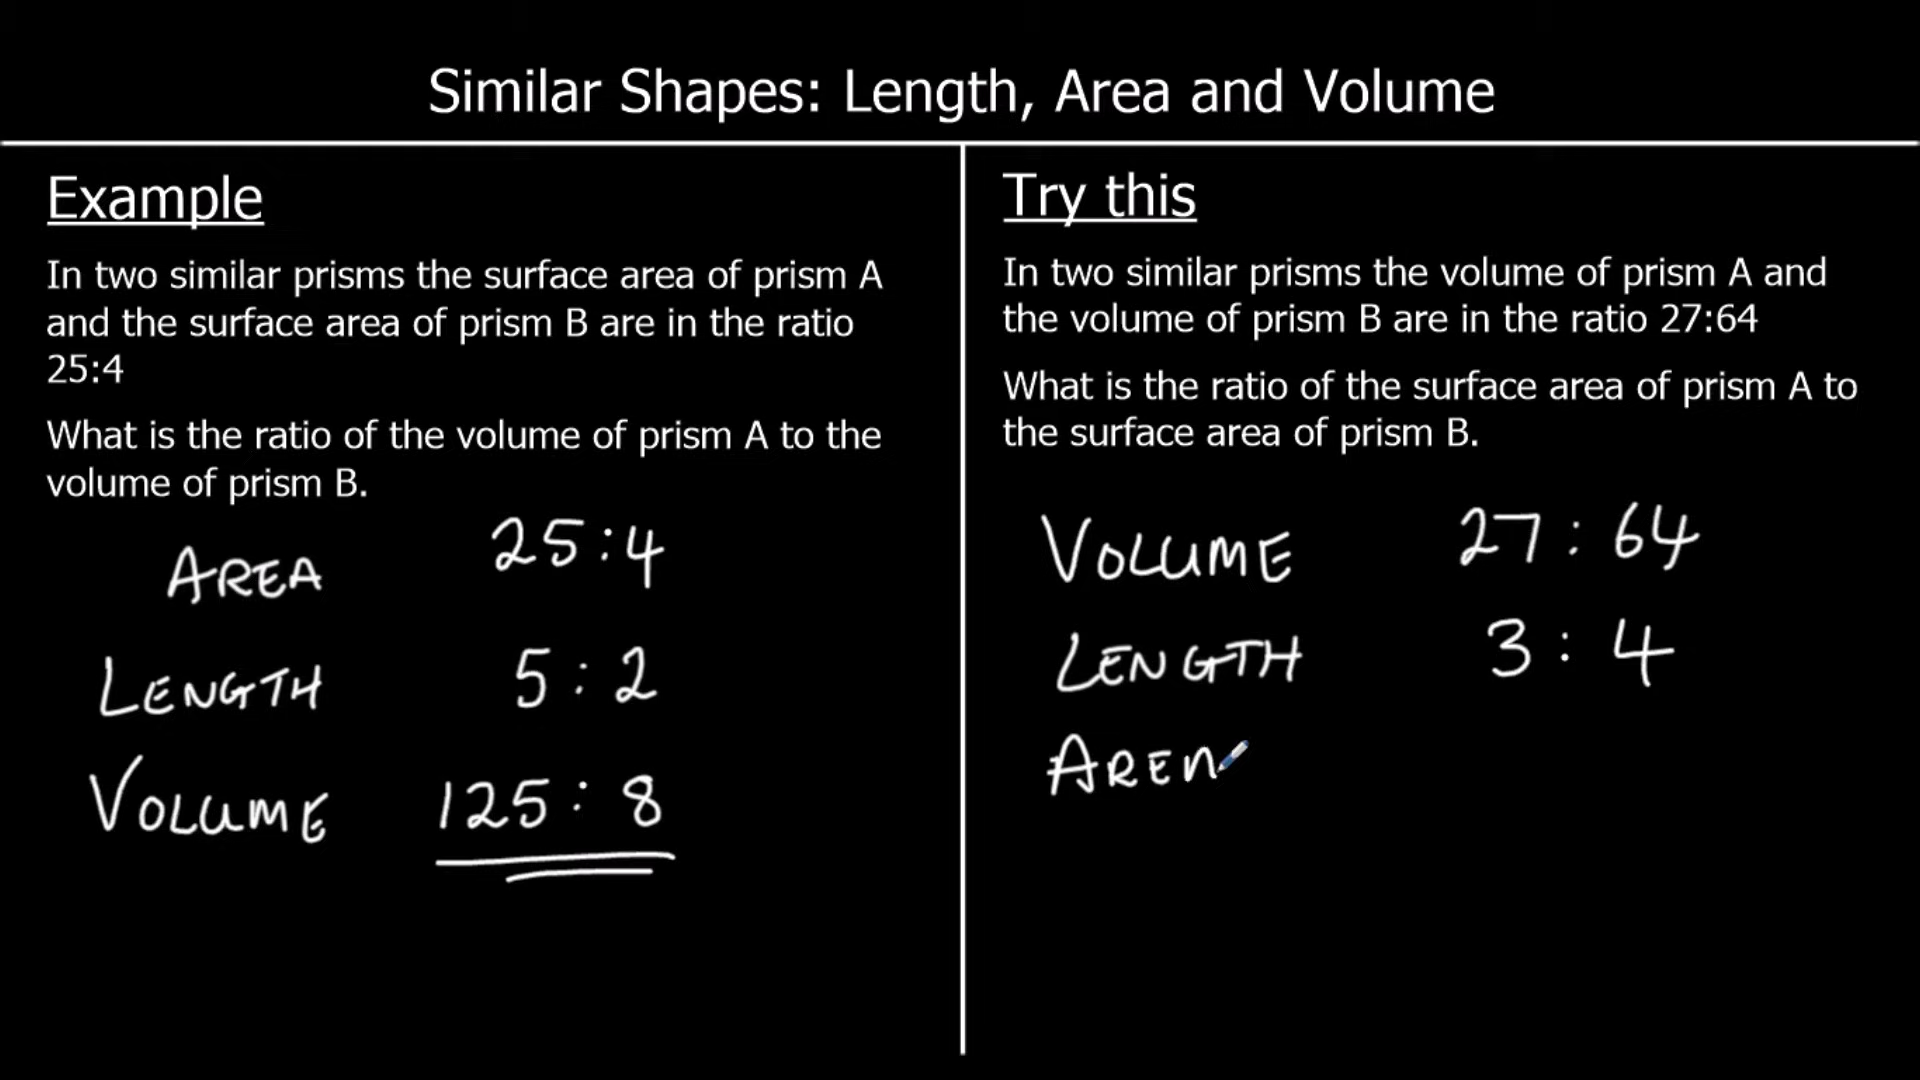 Similar Shapes: Length, Area and Volume
Example
In two similar prisms the surface area of prism A
and the surface area of prism B are in the ratio
25:4
What is the ratio of the volume of prism A to the
volume of prism B.
AREA 25:4
LENGTH 5:2
VOLUME 125:8
Try this
In two similar prisms the volume of prism A and
the volume of prism B are in the ratio 27:64
What is the ratio of the surface area of prism A to
the surface area of prism B.
VOLUME 27:64
LENGTH 3:4